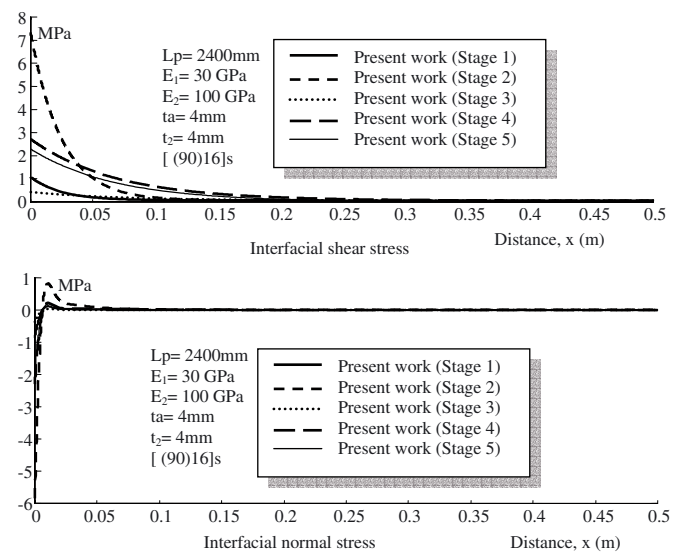 8
MPa
7
6
5
4
3
2
1
0
Lp= 2400mm
E1= 30 GPa
E2= 100 GPa
ta= 4mm
t2= 4mm
[ (90)16]s
Present work (Stage 1)
Present work (Stage 2)
Present work (Stage 3)
Present work (Stage 4)
Present work (Stage 5)
0 0.05 0.1 0.15 0.2 0.25 0.3 0.35 0.4 0.45 0.5
Interfacial shear stress
Distance, x (m)
1
MPa
0
-1
-2
-3
-4
-5
-6
Lp= 2400mm
E1= 30 GPa
E2= 100 GPa
ta= 4mm
t2= 4mm
[ (90)16]s
Present work (Stage 1)
Present work (Stage 2)
Present work (Stage 3)
Present work (Stage 4)
Present work (Stage 5)
0 0.05 0.1 0.15 0.2 0.25 0.3 0.35 0.4 0.45 0.5
Interfacial normal stress
Distance, x (m)